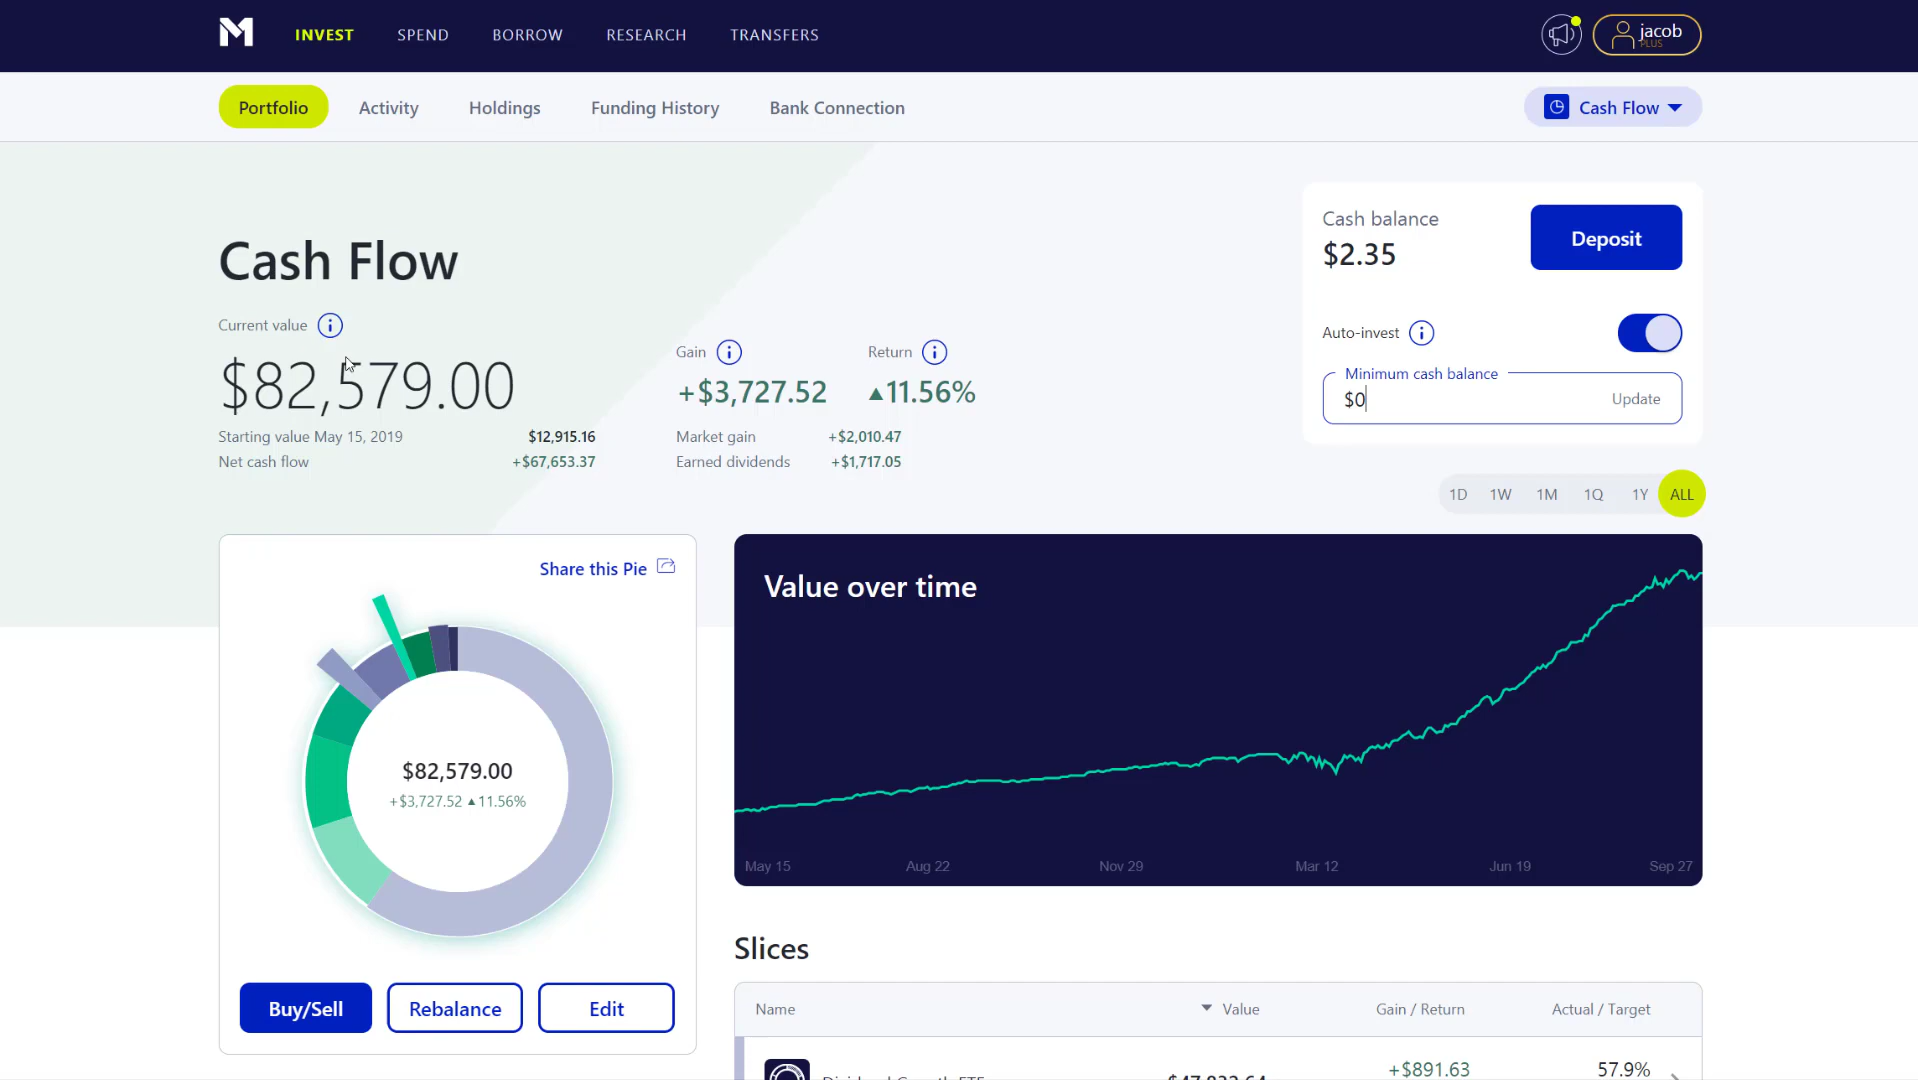 M INVEST SPEND BORROW RESEARCH TRANSFERS jacob
PLUS
Portfolio Activity Holdings Funding History Bank Connection Cash Flow
Cash balance
$2.35
Deposit
Cash Flow
Current value
$82,579.00
Gain
+$3,727.52
Return
▲11.56%
Auto-invest
Minimum cash balance
$0 Update
Starting value May 15, 2019 $12,915.16
Net cash flow +$67,653.37
Market gain +$2,010.47
Earned dividends +$1,717.05
1D 1W 1M 1Q 1Y ALL
Share this Pie
$82,579.00
+$3,727.52 ▲11.56%
Buy/Sell Rebalance Edit
Value over time
May 15 Aug 22 Nov 29 Mar 12 Jun 19 Sep 27
Slices
Name Value Gain / Return Actual / Target
+$891.63 57.9%